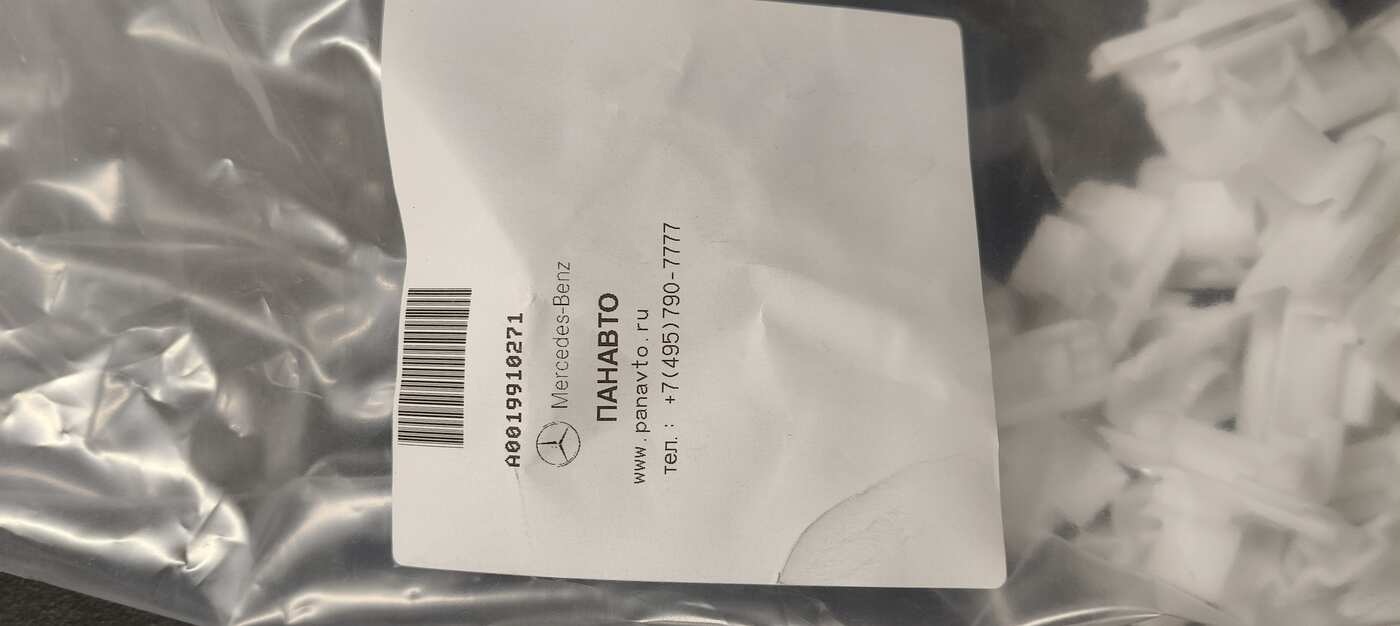 A0019910271
Mercedes-Benz
ПАНАВТО
www.panavto.ru
тел.: +7(495)790-7777